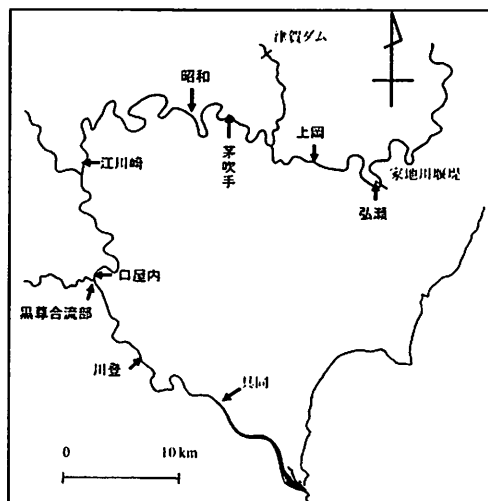 津賀ダム
昭和
上岡
茅吹手
家地川堰堤
江川崎
弘瀬
口屋内
黒尊合流部
川登
具同
0 10km